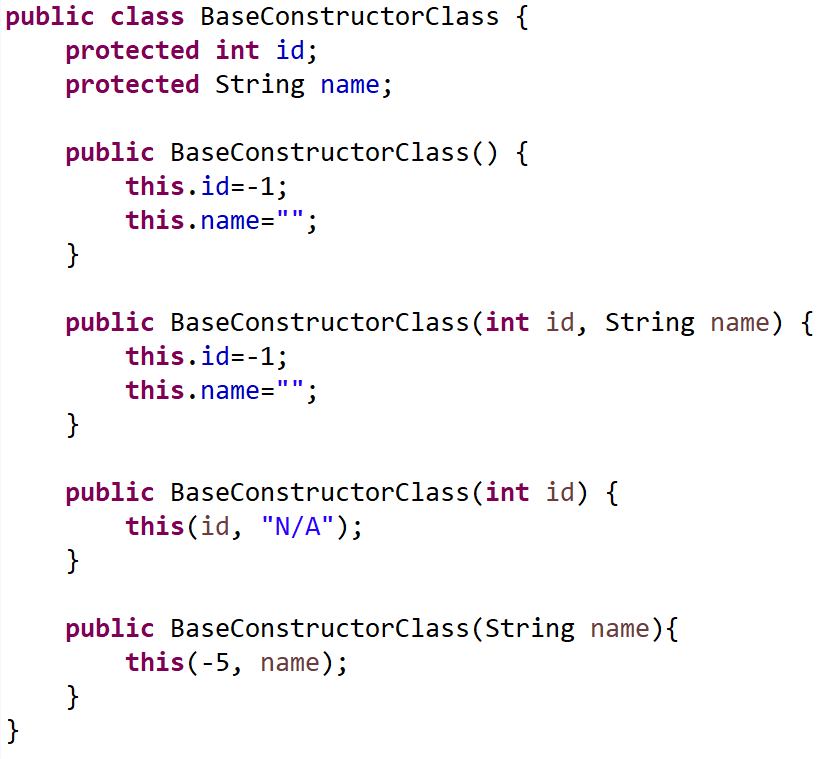 public class BaseConstructorClass {
    protected int id;
    protected String name;

    public BaseConstructorClass() {
        this.id=-1;
        this.name="";
    }

    public BaseConstructorClass(int id, String name) {
        this.id=-1;
        this.name="";
    }

    public BaseConstructorClass(int id) {
        this(id, "N/A");
    }

    public BaseConstructorClass(String name){
        this(-5, name);
    }
}